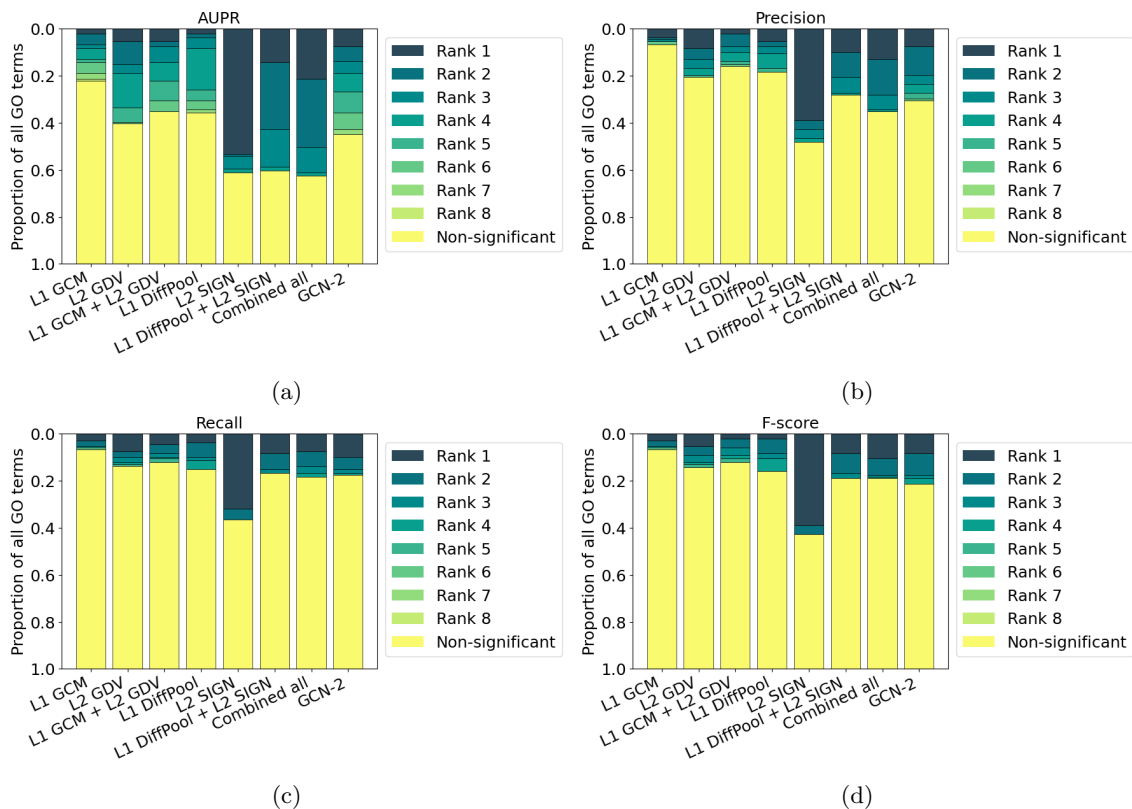 AUPR
Proportion of all GO terms
0.0
0.2
0.4
0.6
0.8
1.0
L1 GCM
L2 GDV
L1 GCM + L2 GDV
L1 DiffPool
L2 SIGN
L1 DiffPool + L2 SIGN
Combined all
GCN-2
Rank 1
Rank 2
Rank 3
Rank 4
Rank 5
Rank 6
Rank 7
Rank 8
Non-significant
(a)
Precision
Proportion of all GO terms
0.0
0.2
0.4
0.6
0.8
1.0
L1 GCM
L2 GDV
L1 GCM + L2 GDV
L1 DiffPool
L2 SIGN
L1 DiffPool + L2 SIGN
Combined all
GCN-2
Rank 1
Rank 2
Rank 3
Rank 4
Rank 5
Rank 6
Rank 7
Rank 8
Non-significant
(b)
Recall
Proportion of all GO terms
0.0
0.2
0.4
0.6
0.8
1.0
L1 GCM
L2 GDV
L1 GCM + L2 GDV
L1 DiffPool
L2 SIGN
L1 DiffPool + L2 SIGN
Combined all
GCN-2
Rank 1
Rank 2
Rank 3
Rank 4
Rank 5
Rank 6
Rank 7
Rank 8
Non-significant
(c)
F-score
Proportion of all GO terms
0.0
0.2
0.4
0.6
0.8
1.0
L1 GCM
L2 GDV
L1 GCM + L2 GDV
L1 DiffPool
L2 SIGN
L1 DiffPool + L2 SIGN
Combined all
GCN-2
Rank 1
Rank 2
Rank 3
Rank 4
Rank 5
Rank 6
Rank 7
Rank 8
Non-significant
(d)